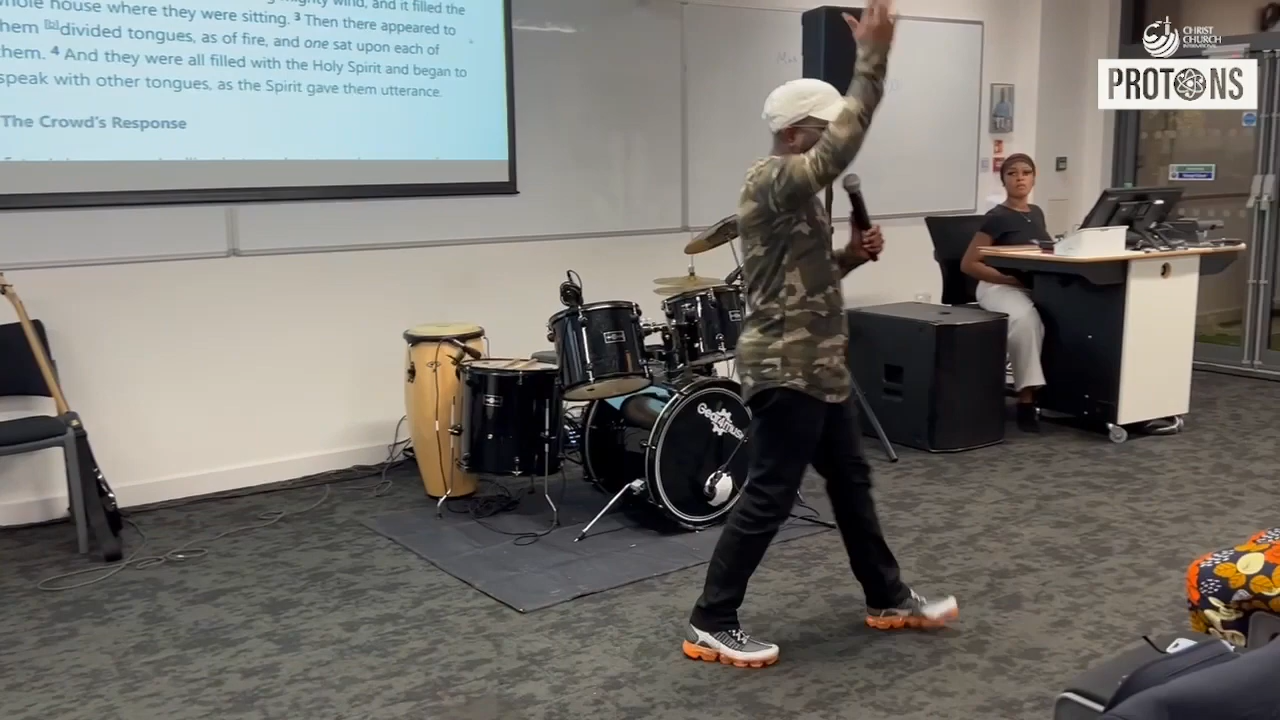 whole house where they were sitting. 3 Then there appeared to
them [b]divided tongues, as of fire, and one sat upon each of
them. 4 And they were all filled with the Holy Spirit and began to
speak with other tongues, as the Spirit gave them utterance.
The Crowd's Response
CHRIST
CHURCH
INTERNATIONAL
PROTONS
Gear4music